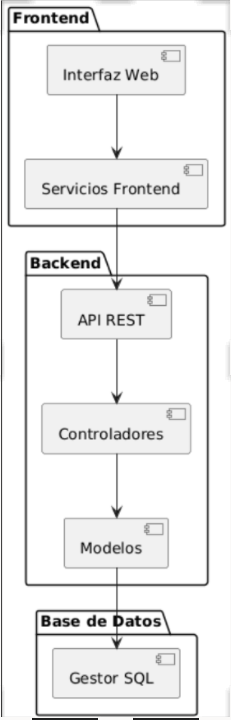 Frontend
Interfaz Web
Servicios Frontend
Backend
API REST
Controladores
Modelos
Base de Datos
Gestor SQL